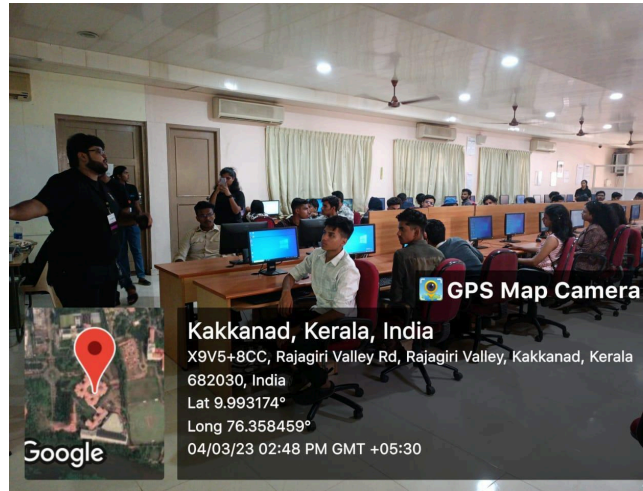 GPS Map Camera
Kakkanad, Kerala, India
X9V5+8CC, Rajagiri Valley Rd, Rajagiri Valley, Kakkanad, Kerala
682030, India
Lat 9.993174°
Long 76.358459°
04/03/23 02:48 PM GMT +05:30
Google